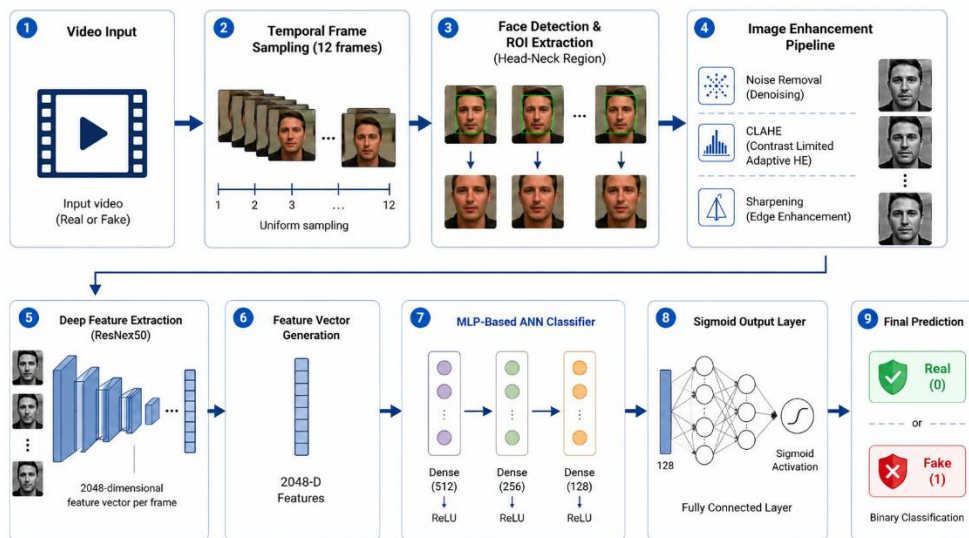 1
Video Input
Input video
(Real or Fake)
2
Temporal Frame
Sampling (12 frames)
...
1 2 3 ... 12
Uniform sampling
3
Face Detection &
ROI Extraction
(Head-Neck Region)
...
4
Image Enhancement
Pipeline
Noise Removal
(Denoising)
CLAHE
(Contrast Limited
Adaptive HE)
Sharpening
(Edge Enhancement)
5
Deep Feature Extraction
(ResNex50)
...
2048-dimensional
feature vector per frame
6
Feature Vector
Generation
2048-D
Features
7
MLP-Based ANN Classifier
Dense
(512)
ReLU
Dense
(256)
ReLU
Dense
(128)
ReLU
8
Sigmoid Output Layer
128
Sigmoid
Activation
Fully Connected Layer
9
Final Prediction
Real
(0)
or
Fake
(1)
Binary Classification